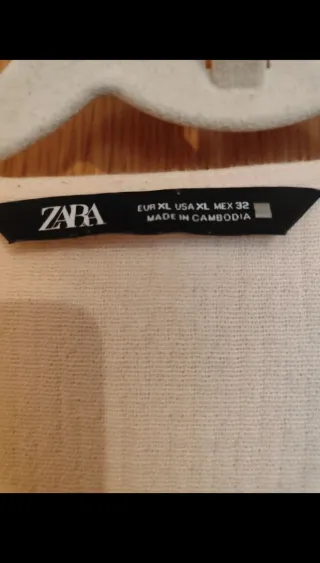 ZARA
EUR XL USA XL MEX 32
MADE IN CAMBODIA